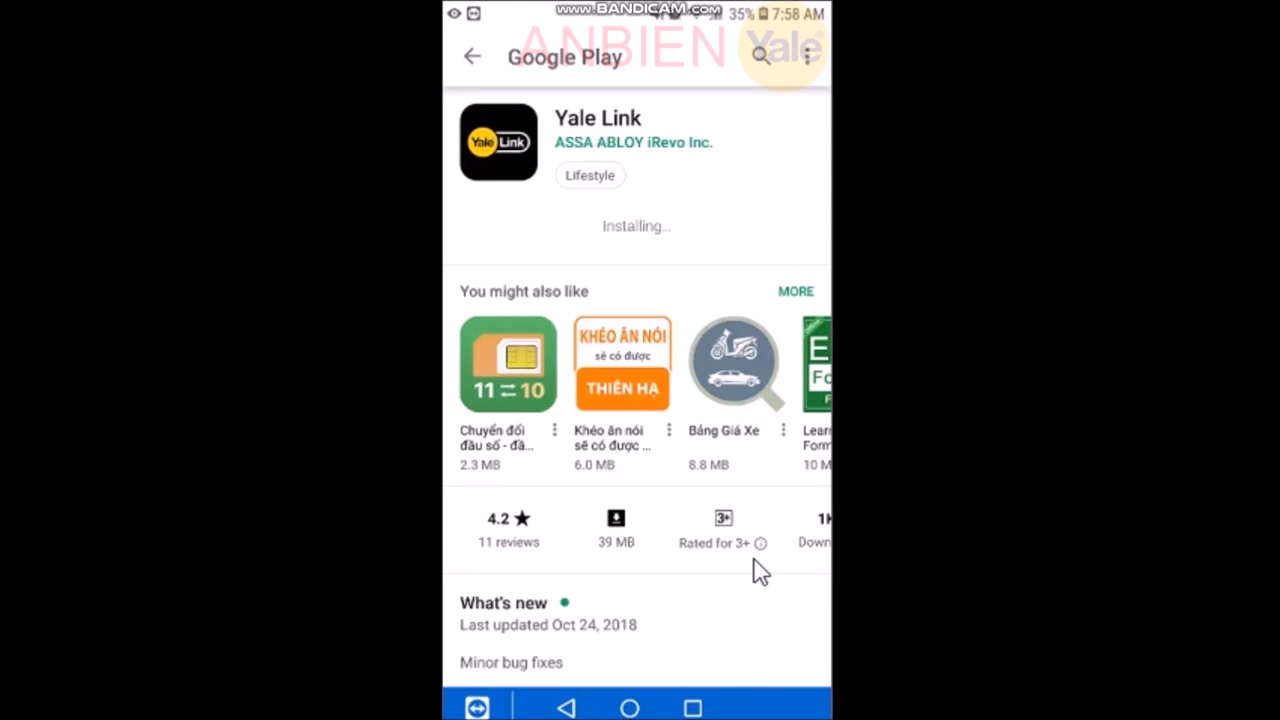 www.BANDICAM.com
35% 7:58 AM
ANBIEN Yale
Google Play
Yale Link
Yale Link
ASSA ABLOY iRevo Inc.
Lifestyle
Installing...
You might also like
MORE
11 10
KHÉO ĂN NÓI
sẽ có được
THIÊN HẠ
E
Fo
F
Chuyển đổi
đầu số - đầ...
2.3 MB
Khéo ăn nói
sẽ có được ...
6.0 MB
Bảng Giá Xe
8.8 MB
Learn
Form
10 M
4.2 ★
11 reviews
39 MB
3+
Rated for 3+
1K
Down
What's new
Last updated Oct 24, 2018
Minor bug fixes